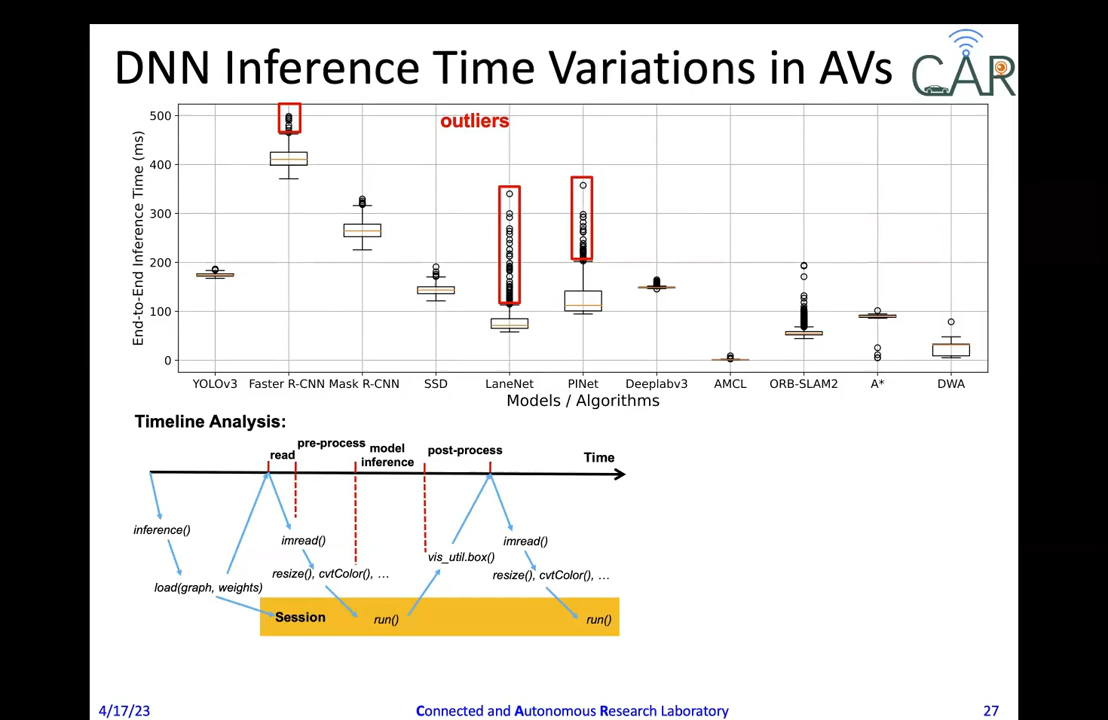 DNN Inference Time Variations in AVs
CAR
outliers
End-to-End Inference Time (ms)
500
400
300
200
100
0
YOLOv3 Faster R-CNN Mask R-CNN SSD LaneNet PINet Deeplabv3 AMCL ORB-SLAM2 A* DWA
Models / Algorithms
Timeline Analysis:
read
pre-process
model
inference
post-process
Time
inference()
load(graph, weights)
imread()
resize(), cvtColor(), …
vis_util.box()
imread()
resize(), cvtColor(), …
Session
run()
run()
4/17/23
Connected and Autonomous Research Laboratory
27